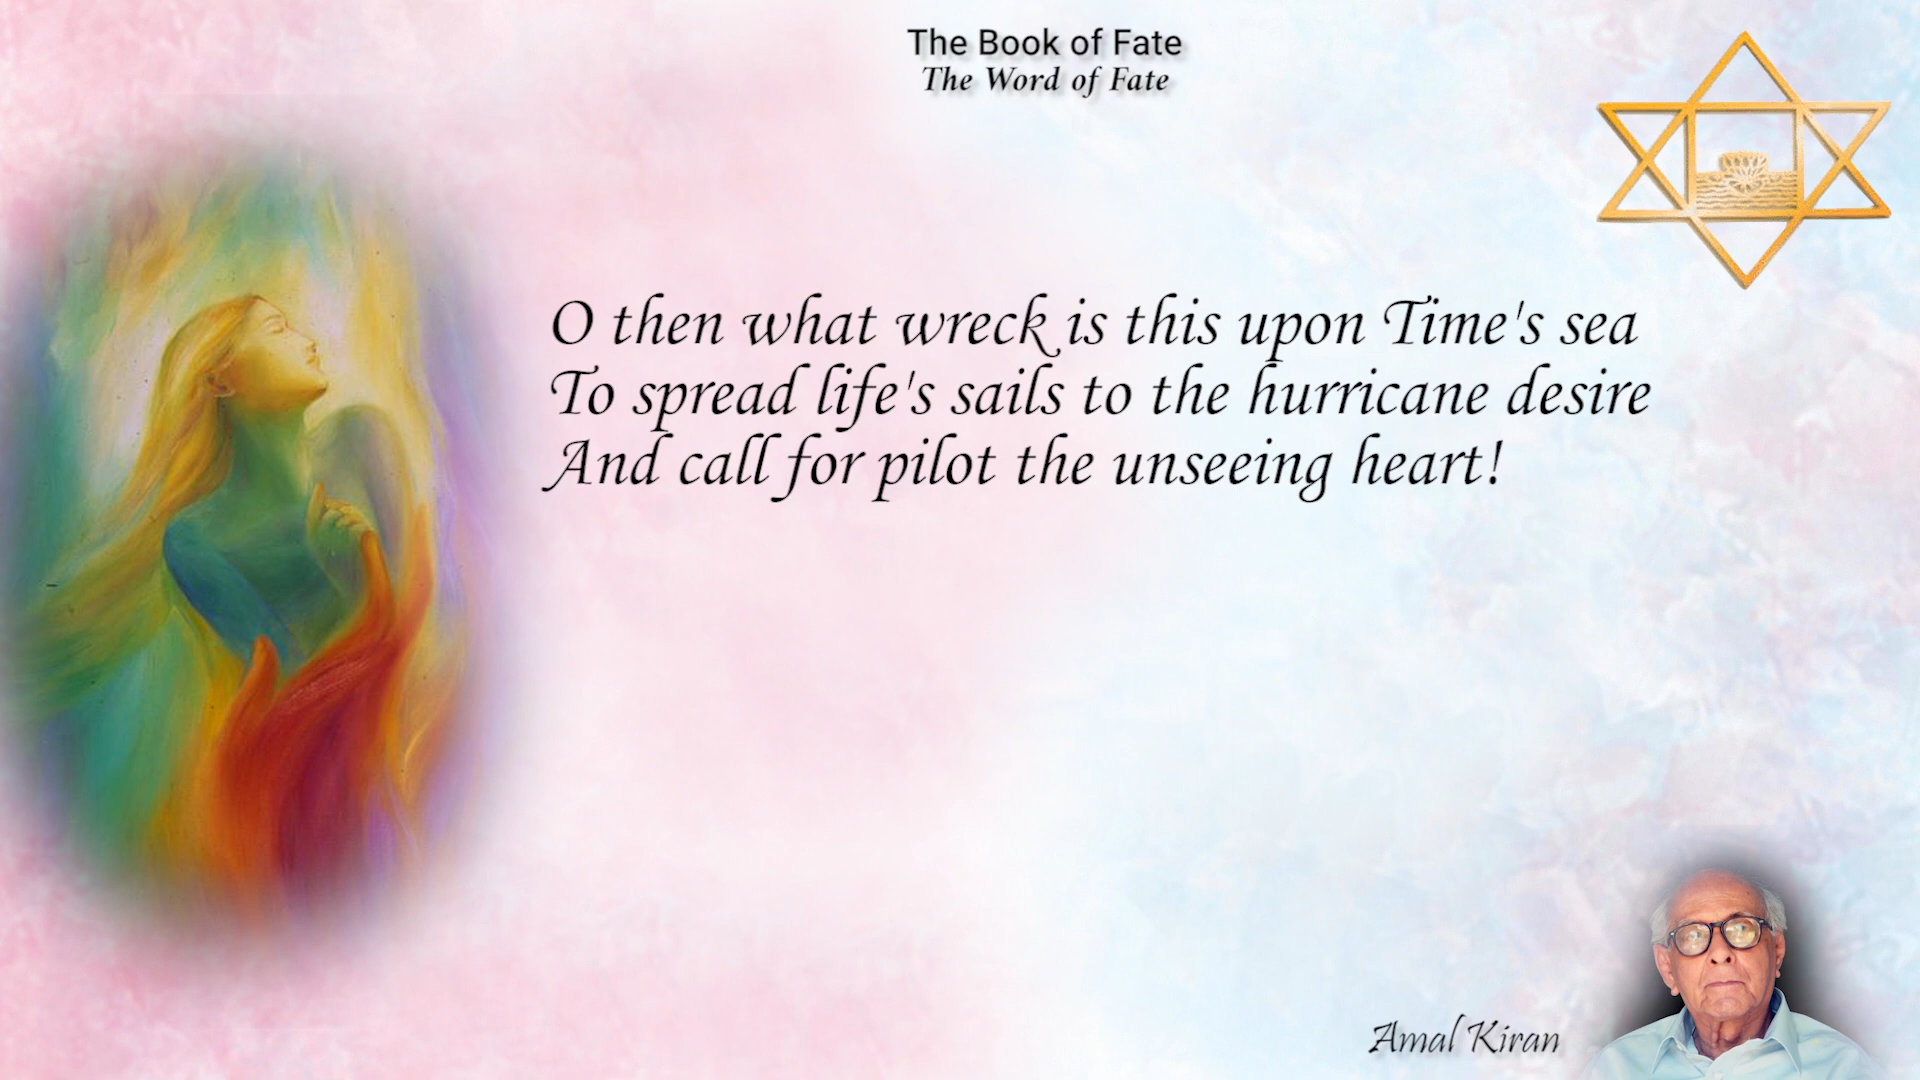 The Book of Fate
The Word of Fate
O then what wreck is this upon Time's sea
To spread life's sails to the hurricane desire
And call for pilot the unseeing heart!
Amal Kiran